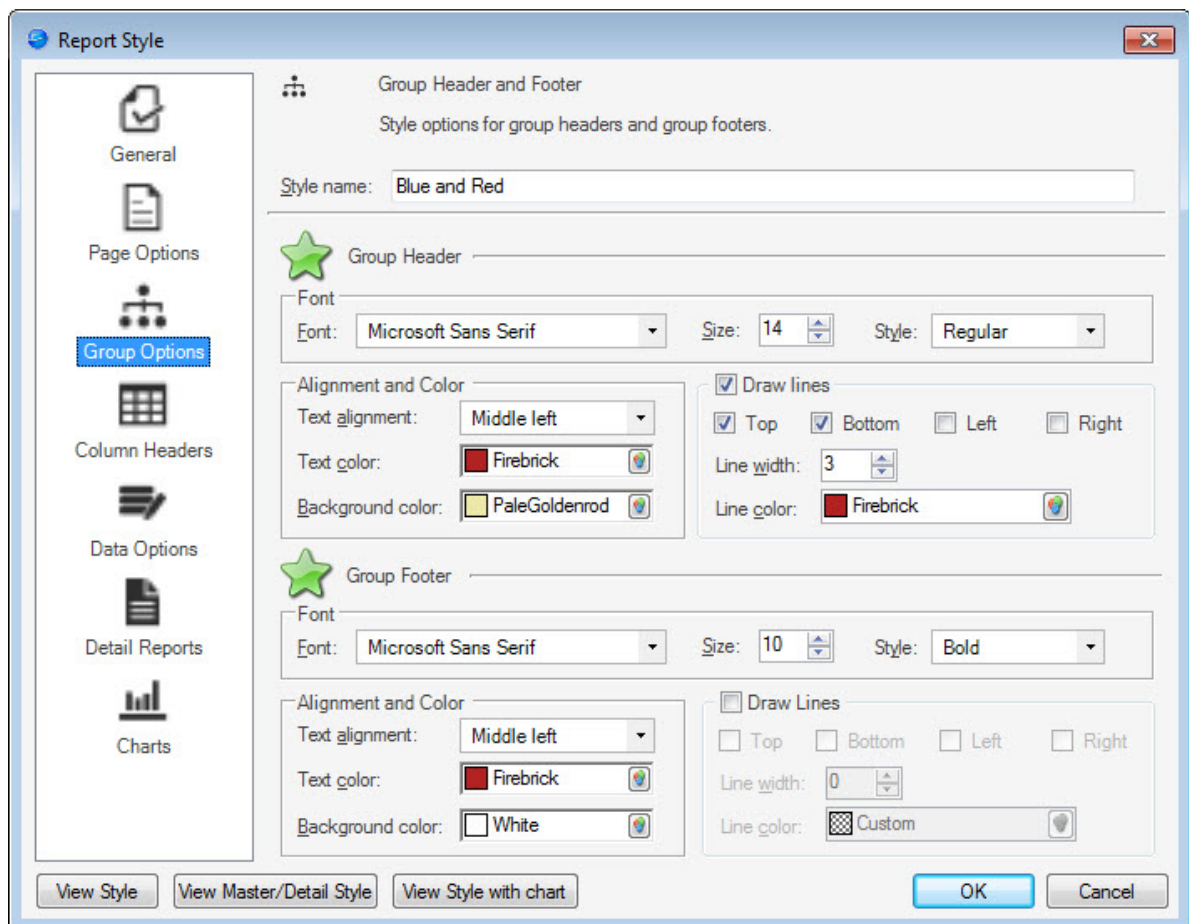 Report Style
General
Page Options
Group Options
Column Headers
Data Options
Detail Reports
Charts
Group Header and Footer
Style options for group headers and group footers.
Style name: Blue and Red
Group Header
Font
Font: Microsoft Sans Serif Size: 14 Style: Regular
Alignment and Color
Text alignment: Middle left
Text color: Firebrick
Background color: PaleGoldenrod
Draw lines
Top Bottom Left Right
Line width: 3
Line color: Firebrick
Group Footer
Font
Font: Microsoft Sans Serif Size: 10 Style: Bold
Alignment and Color
Text alignment: Middle left
Text color: Firebrick
Background color: White
Draw Lines
Top Bottom Left Right
Line width: 0
Line color: Custom
View Style View Master/Detail Style View Style with chart OK Cancel